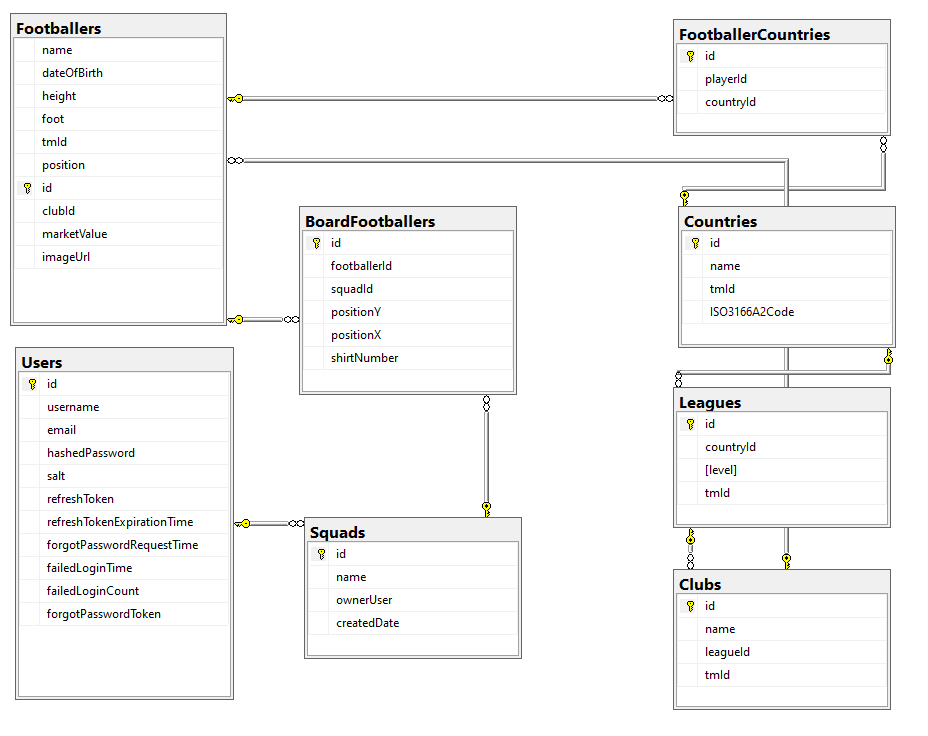 Footballers
name
dateOfBirth
height
foot
tmId
position
id
clubId
marketValue
imageUrl
FootballerCountries
id
playerId
countryId
BoardFootballers
id
footballerId
squadId
positionY
positionX
shirtNumber
Countries
id
name
tmId
ISO3166A2Code
Users
id
username
email
hashedPassword
salt
refreshToken
refreshTokenExpirationTime
forgotPasswordRequestTime
failedLoginTime
failedLoginCount
forgotPasswordToken
Leagues
id
countryId
[level]
tmId
Squads
id
name
ownerUser
createdDate
Clubs
id
name
leagueId
tmId